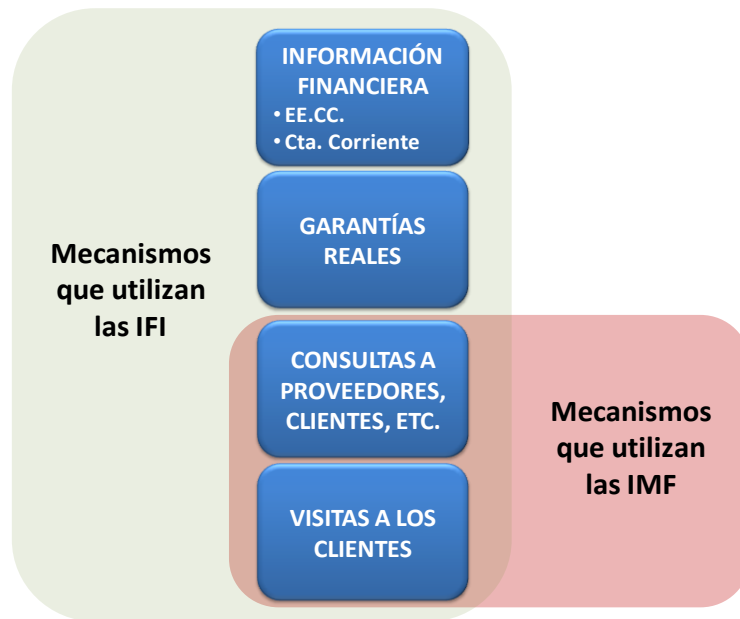 INFORMACIÓN
FINANCIERA
• EE.CC.
• Cta. Corriente
GARANTÍAS
REALES
Mecanismos
que utilizan
las IFI
CONSULTAS A
PROVEEDORES,
CLIENTES, ETC.
Mecanismos
que utilizan
las IMF
VISITAS A LOS
CLIENTES